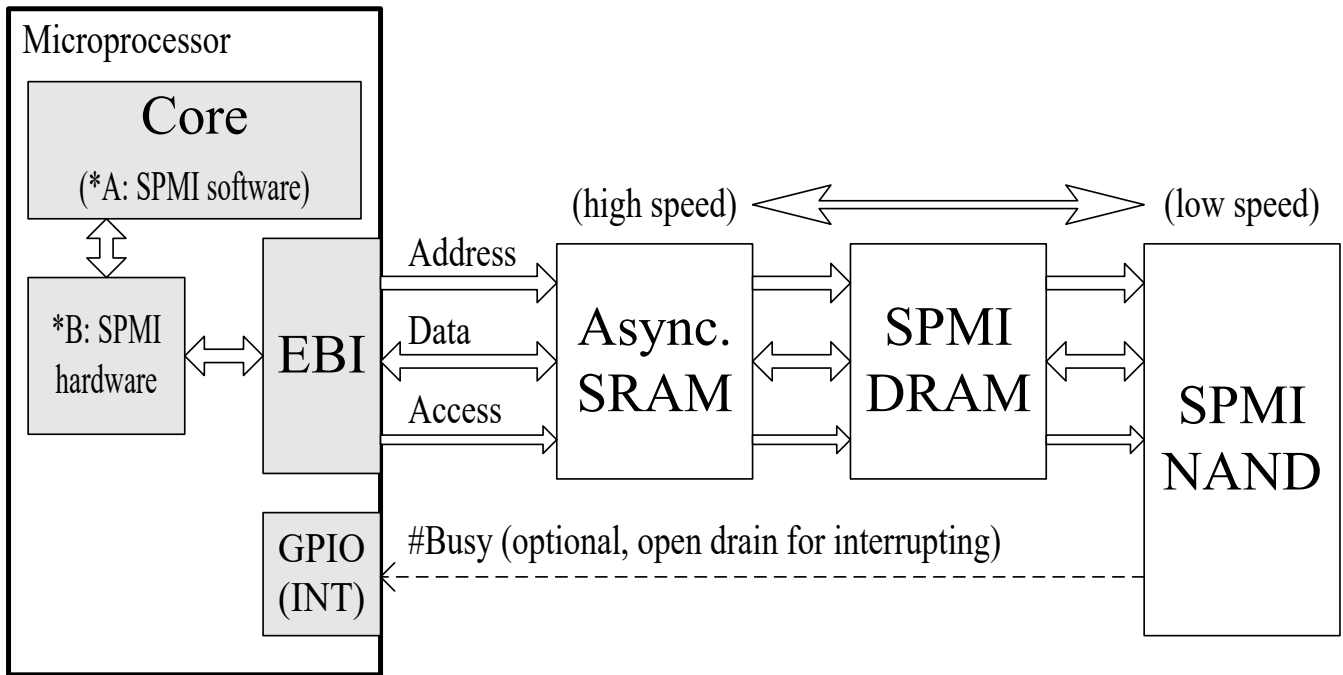 Microprocessor
Core
(*A: SPMI software)
*B: SPMI
hardware
EBI
GPIO
(INT)
Address
Data
Access
(high speed)
(low speed)
Async.
SRAM
SPMI
DRAM
SPMI
NAND
#Busy (optional, open drain for interrupting)